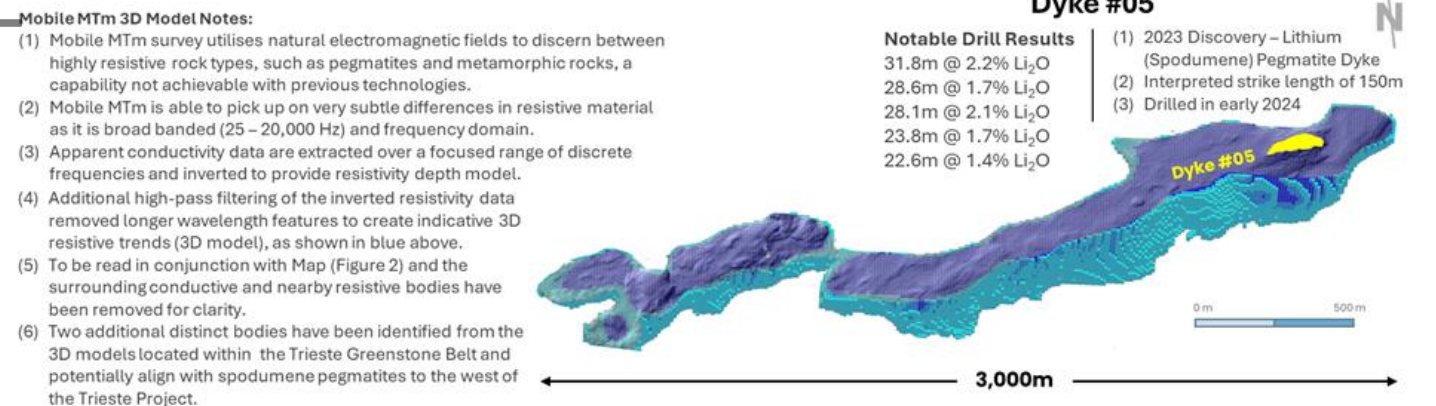 Mobile MTm 3D Model Notes:
(1) Mobile MTm survey utilises natural electromagnetic fields to discern between
highly resistive rock types, such as pegmatites and metamorphic rocks, a
capability not achievable with previous technologies.
(2) Mobile MTm is able to pick up on very subtle differences in resistive material
as it is broad banded (25 – 20,000 Hz) and frequency domain.
(3) Apparent conductivity data are extracted over a focused range of discrete
frequencies and inverted to provide resistivity depth model.
(4) Additional high-pass filtering of the inverted resistivity data
removed longer wavelength features to create indicative 3D
resistive trends (3D model), as shown in blue above.
(5) To be read in conjunction with Map (Figure 2) and the
surrounding conductive and nearby resistive bodies have
been removed for clarity.
(6) Two additional distinct bodies have been identified from the
3D models located within the Trieste Greenstone Belt and
potentially align with spodumene pegmatites to the west of
the Trieste Project.
Dyke #05
Notable Drill Results
31.8m @ 2.2% Li₂O
28.6m @ 1.7% Li₂O
28.1m @ 2.1% Li₂O
23.8m @ 1.7% Li₂O
22.6m @ 1.4% Li₂O
(1) 2023 Discovery – Lithium
(Spodumene) Pegmatite Dyke
(2) Interpreted strike length of 150m
(3) Drilled in early 2024
N
Dyke #05
0 m 500 m
3,000m